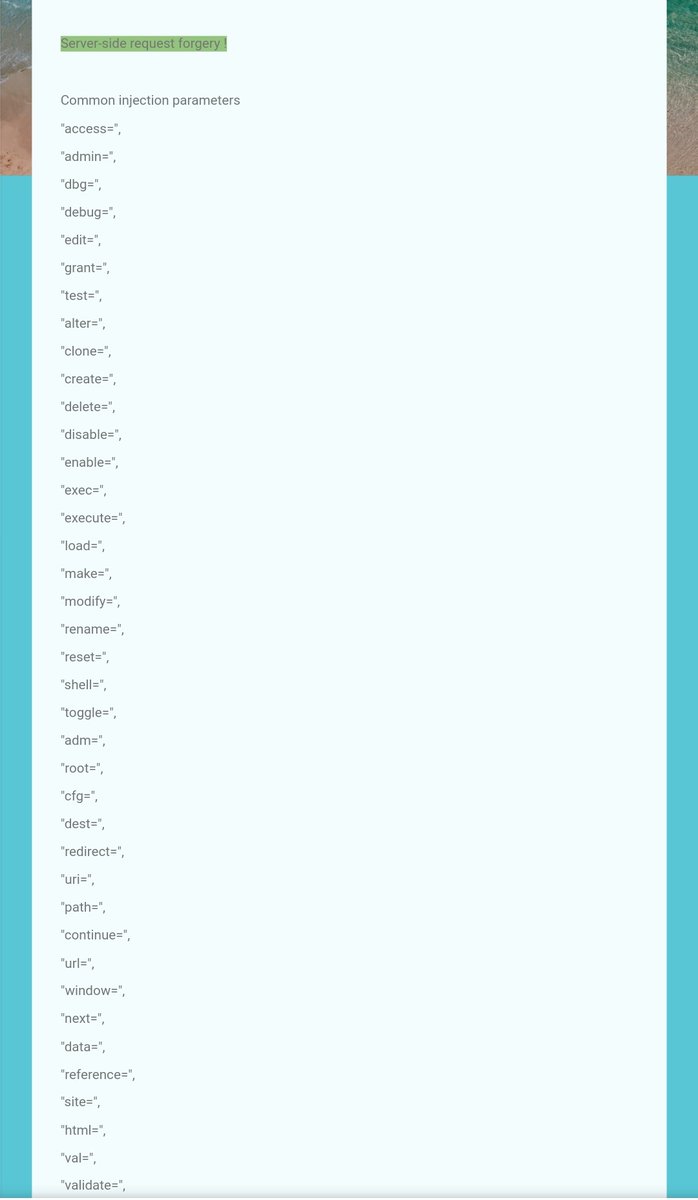 Server-side request forgery !
Common injection parameters
"access=",
"admin=",
"dbg=",
"debug=",
"edit=",
"grant=",
"test=",
"alter=",
"clone=",
"create=",
"delete=",
"disable=",
"enable=",
"exec=",
"execute=",
"load=",
"make=",
"modify=",
"rename=",
"reset=",
"shell=",
"toggle=",
"adm=",
"root=",
"cfg=",
"dest=",
"redirect=",
"uri=",
"path=",
"continue=",
"url=",
"window=",
"next=",
"data=",
"reference=",
"site=",
"html=",
"val=",
"validate=",